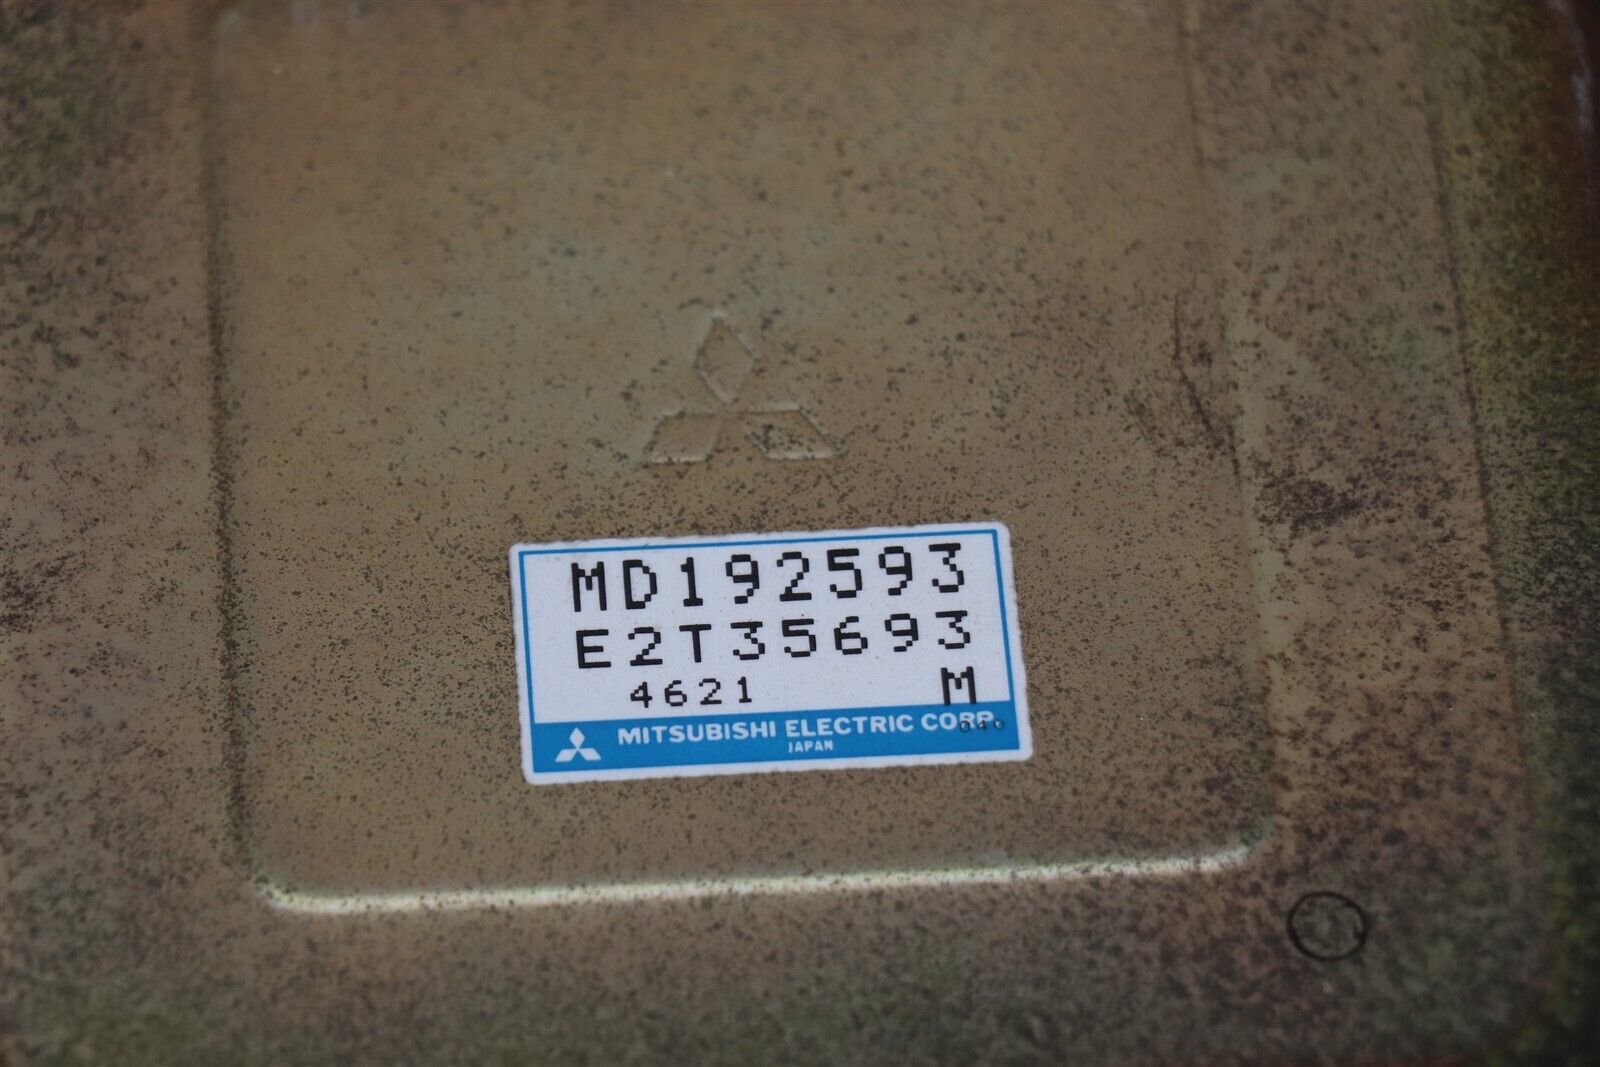 MD192593
E2T35693
4621 M
MITSUBISHI ELECTRIC CORP.
JAPAN